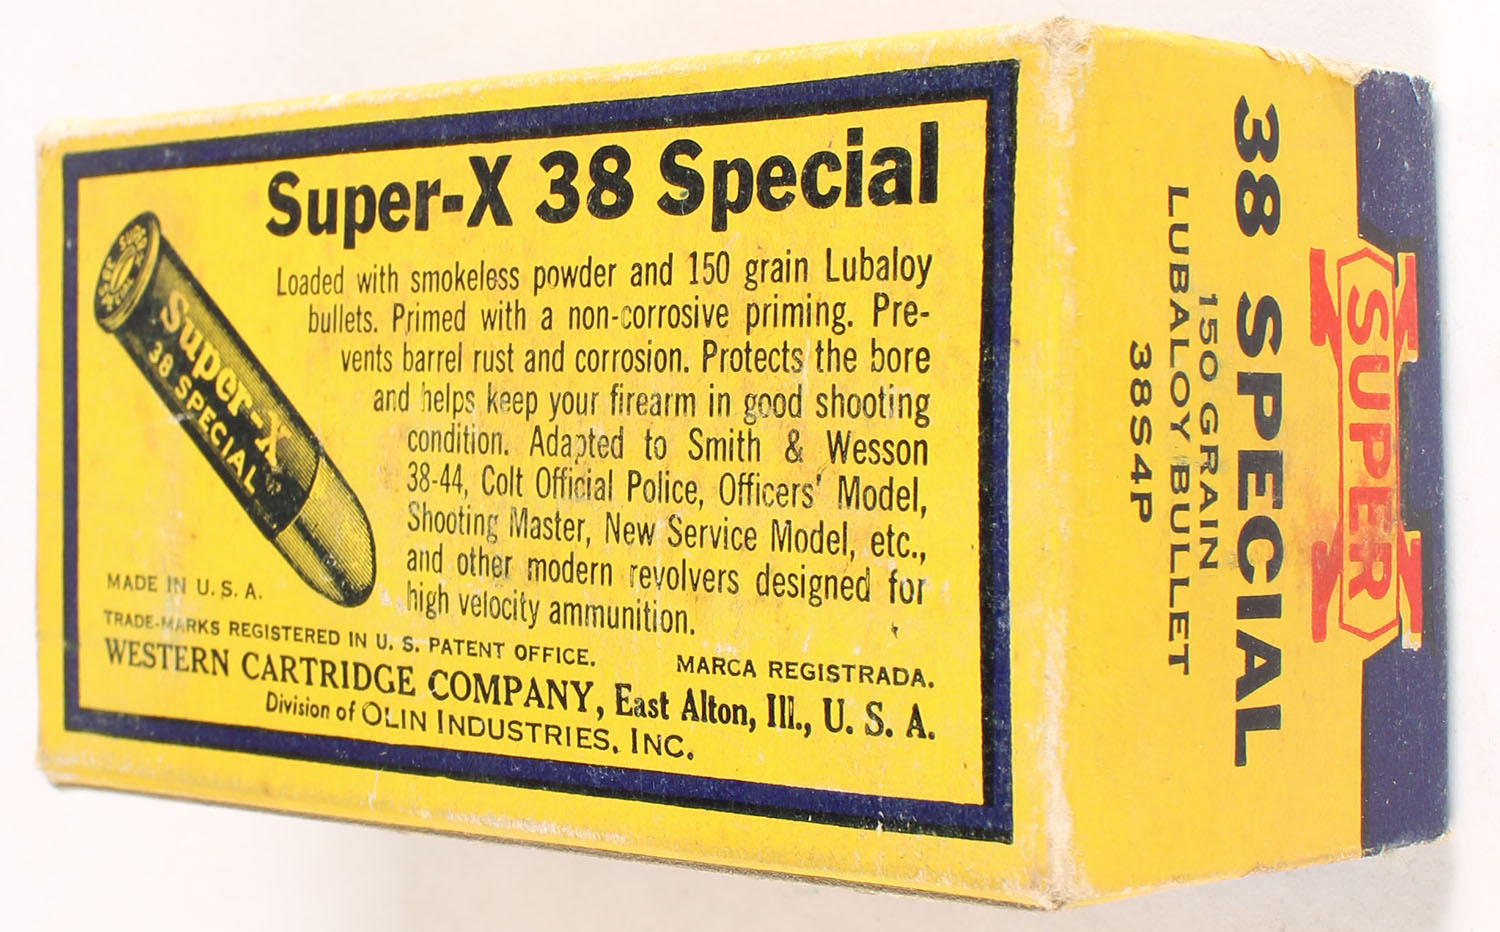 Super-X 38 Special
Loaded with smokeless powder and 150 grain Lubaloy
bullets. Primed with a non-corrosive priming. Pre-
vents barrel rust and corrosion. Protects the bore
and helps keep your firearm in good shooting
condition. Adapted to Smith & Wesson
38-44, Colt Official Police, Officers' Model,
Shooting Master, New Service Model, etc.,
and other modern revolvers designed for
high velocity ammunition.
Super-X
38 SPECIAL
MADE IN U. S. A.
TRADE-MARKS REGISTERED IN U. S. PATENT OFFICE.
MARCA REGISTRADA.
WESTERN CARTRIDGE COMPANY, East Alton, Ill., U. S. A.
Division of OLIN INDUSTRIES, INC.
SUPER
X
38 SPECIAL
150 GRAIN
LUBALOY BULLET
38S4P